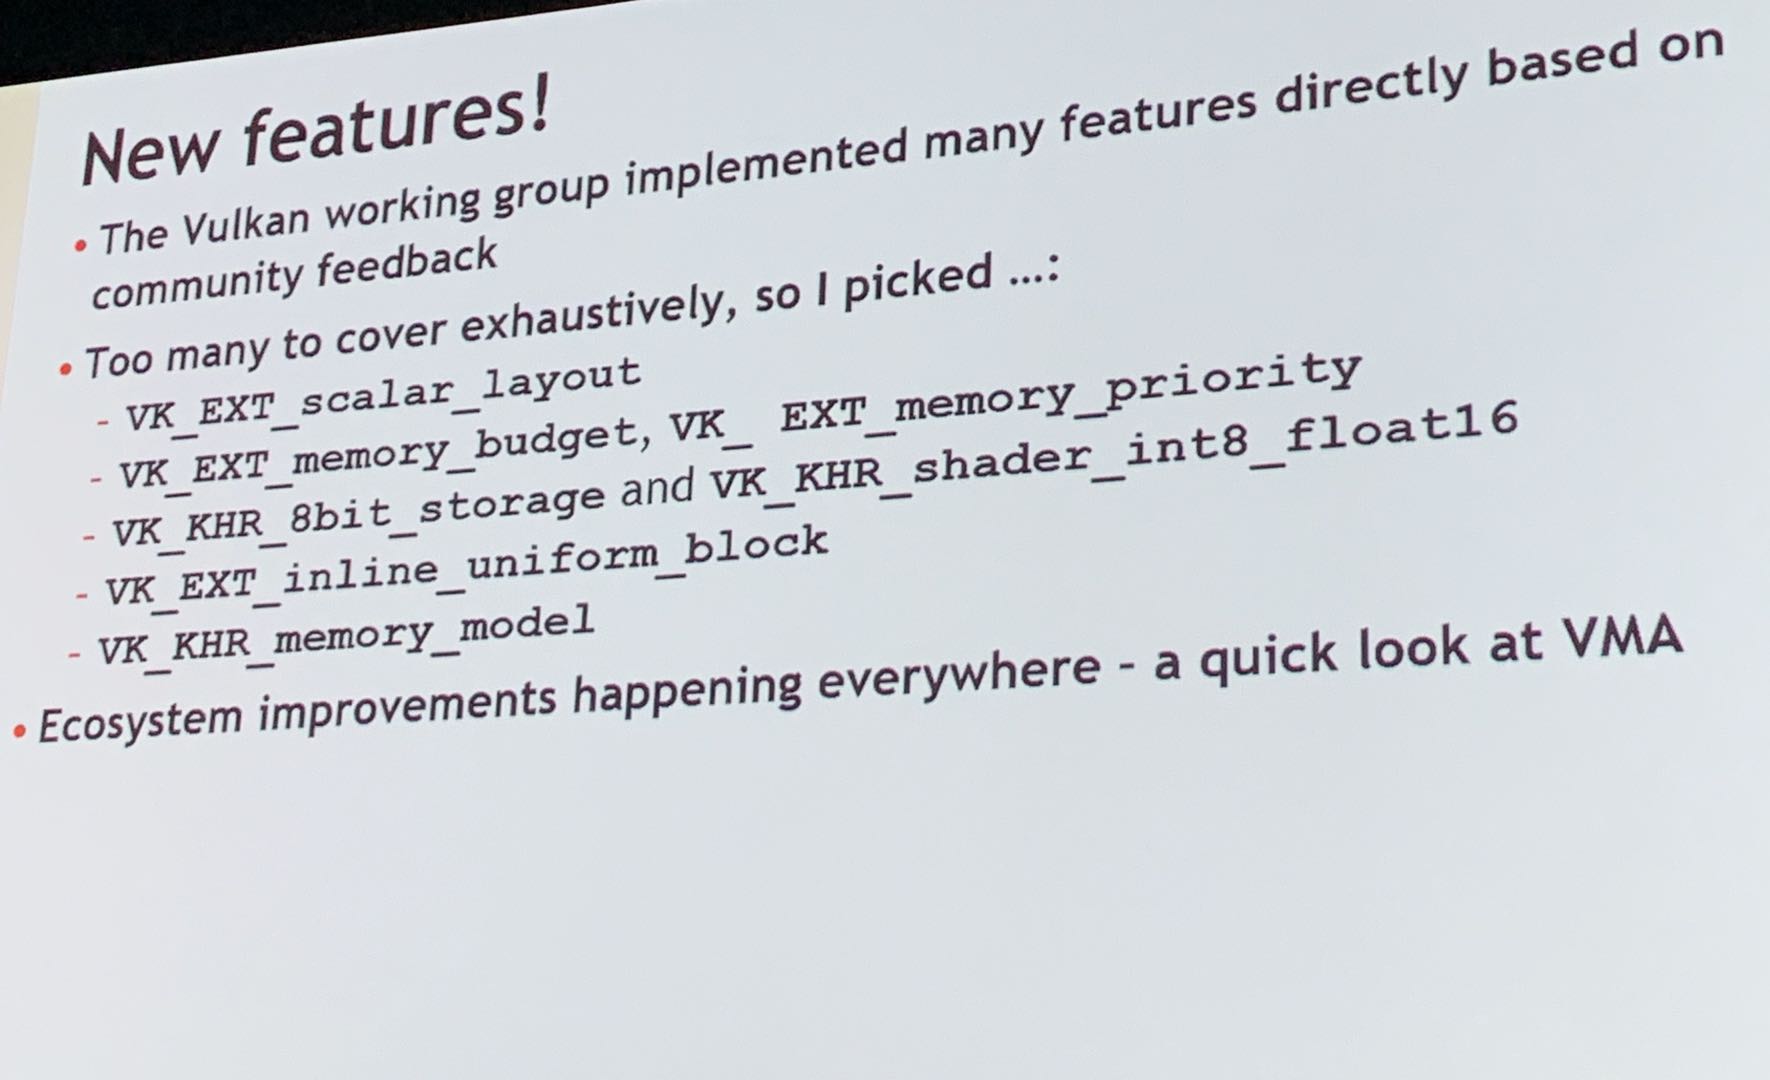 New features!
• The Vulkan working group implemented many features directly based on
community feedback
• Too many to cover exhaustively, so I picked ...:
- VK_EXT_scalar_layout
- VK_EXT_memory_budget, VK_ EXT_memory_priority
- VK_KHR_8bit_storage and VK_KHR_shader_int8_float16
- VK_EXT_inline_uniform_block
- VK_KHR_memory_model
• Ecosystem improvements happening everywhere - a quick look at VMA